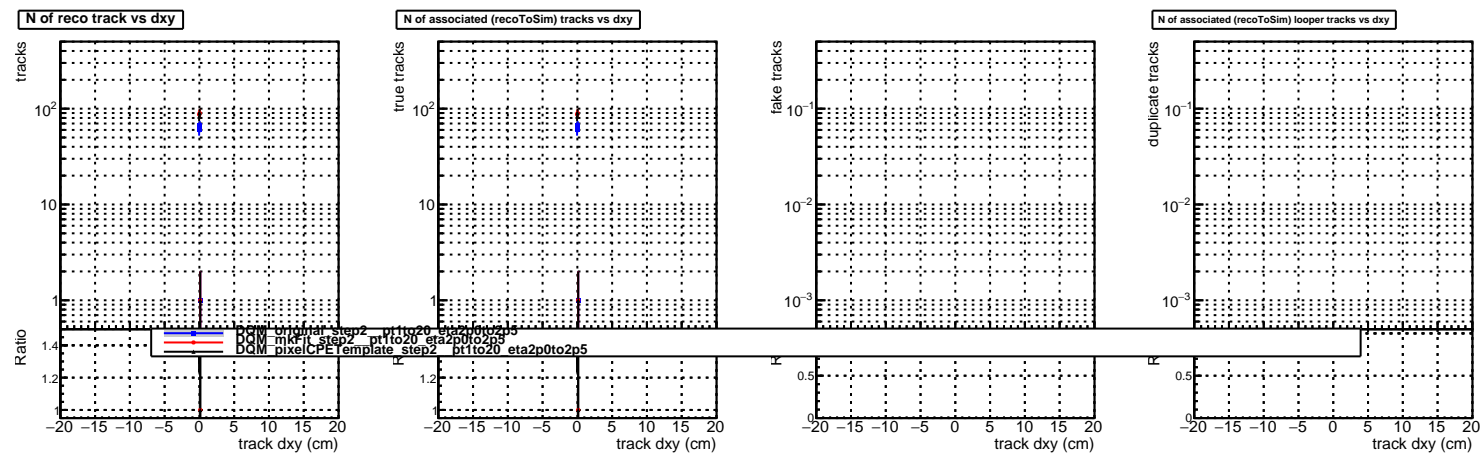 N of reco track vs dxy
N of associated (recoToSim) tracks vs dxy
N of associated (recoToSim) looper tracks vs dxy
tracks
10²
10
1
Ratio
1.4
1.2
1
−20 −15 −10 −5 0 5 10 15 20
track dxy (cm)
true tracks
10²
10
1
1.4
1.2
1
−20 −15 −10 −5 0 5 10 15 20
track dxy (cm)
fake tracks
10⁻¹
10⁻²
10⁻³
0.5
0
−20 −15 −10 −5 0 5 10 15 20
track dxy (cm)
duplicate tracks
10⁻¹
10⁻²
10⁻³
0.5
0
−20 −15 −10 −5 0 5 10 15 20
track dxy (cm)
DQM_original_step2__pt1to20_eta2p0to2p5
DQM_mkFit_step2__pt1to20_eta2p0to2p5
DQM_pixelCPETemplate_step2__pt1to20_eta2p0to2p5